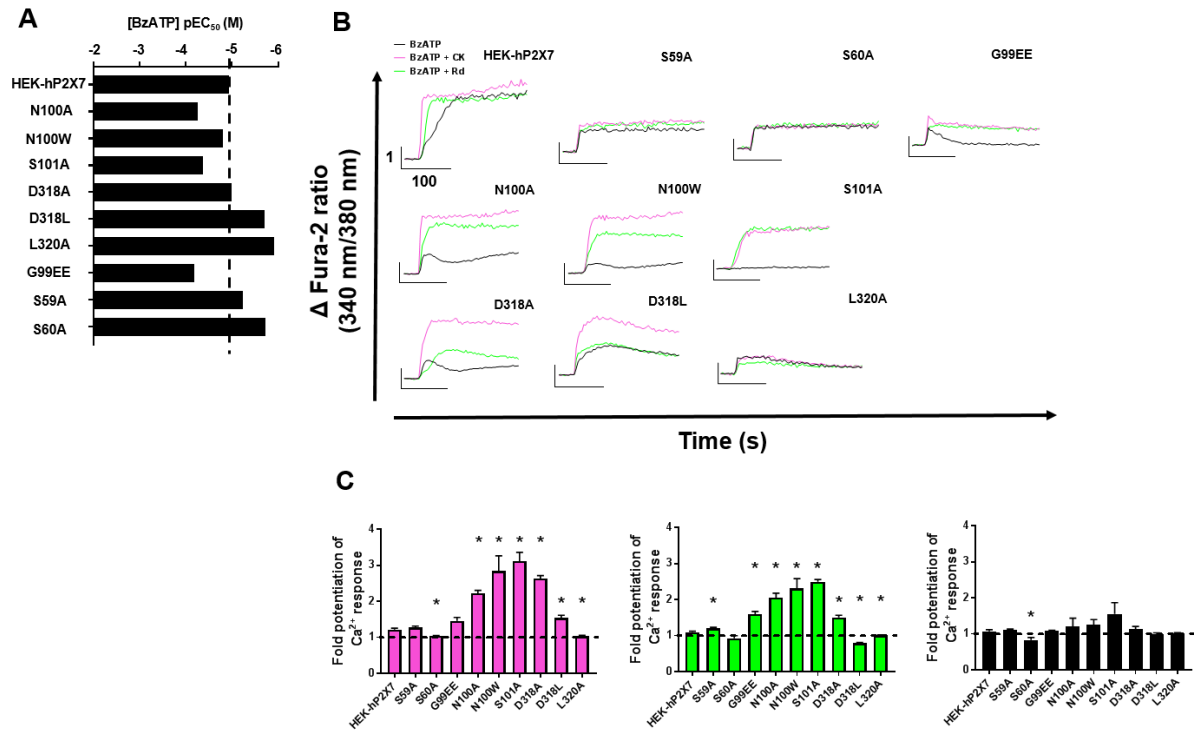 A
[BzATP] pEC50 (M)
-2 -3 -4 -5 -6
HEK-hP2X7
N100A
N100W
S101A
D318A
D318L
L320A
G99EE
S59A
S60A
B
BzATP
BzATP + CK
BzATP + Rd
HEK-hP2X7 S59A S60A G99EE
1
100
N100A N100W S101A
D318A D318L L320A
Δ Fura-2 ratio
(340 nm/380 nm)
Time (s)
C
Fold potentiation of
Ca2+ response
4
3
2
1
0
* * * * * * *
HEK-hP2X7 S59A S60A G99EE N100A N100W S101A D318A D318L L320A
Fold potentiation of
Ca2+ response
4
3
2
1
0
* * * * * * * *
HEK-hP2X7 S59A S60A G99EE N100A N100W S101A D318A D318L L320A
Fold potentiation of
Ca2+ response
4
3
2
1
0
*
HEK-hP2X7 S59A S60A G99EE N100A N100W S101A D318A D318L L320A